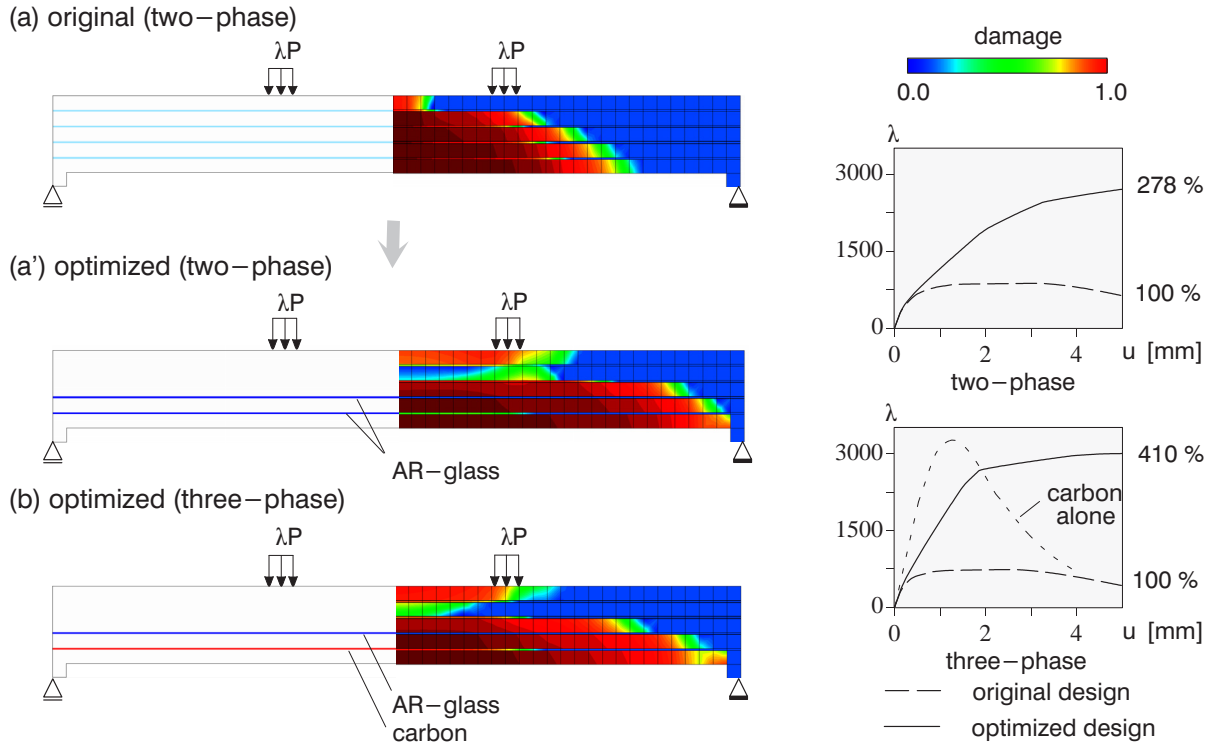 (a) original (two−phase)
λP
λP
(a') optimized (two−phase)
λP
λP
AR−glass
(b) optimized (three−phase)
λP
λP
AR−glass
carbon
damage
0.0
1.0
λ
3000
1500
0
278 %
100 %
0
2
4
u [mm]
two−phase
λ
3000
1500
0
410 %
carbon
alone
100 %
0
2
4
u [mm]
three−phase
original design
optimized design